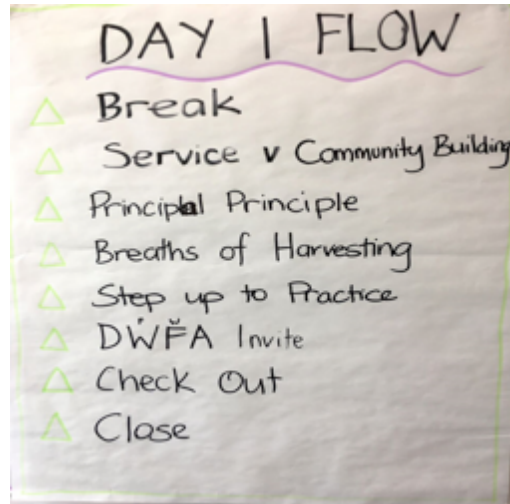 DAY 1 FLOW
Break
Service v Community Building
Principal Principle
Breaths of Harvesting
Step up to Practice
DẆF̌A Invite
Check Out
Close